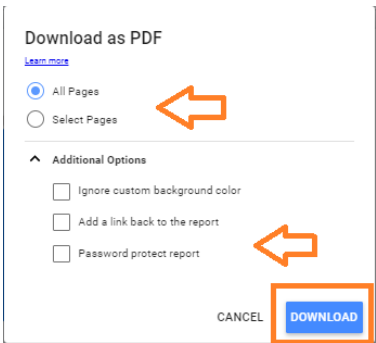 Download as PDF
Learn more
All Pages
Select Pages
Additional Options
Ignore custom background color
Add a link back to the report
Password protect report
CANCEL DOWNLOAD